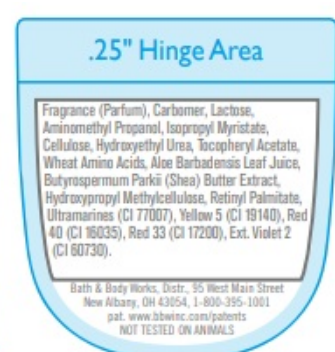 .25" Hinge Area
Fragrance (Parfum), Carbomer, Lactose,
Aminomethyl Propanol, Isopropyl Myristate,
Cellulose, Hydroxyethyl Urea, Tocopheryl Acetate,
Wheat Amino Acids, Aloe Barbadensis Leaf Juice,
Butyrospermum Parkii (Shea) Butter Extract,
Hydroxypropyl Methylcellulose, Retinyl Palmitate,
Ultramarines (CI 77007), Yellow 5 (CI 19140), Red
40 (CI 16035), Red 33 (CI 17200), Ext. Violet 2
(CI 60730).
Bath & Body Works, Distr., 95 West Main Street
New Albany, OH 43054, 1-800-395-1001
pat. www.bbwinc.com/patents
NOT TESTED ON ANIMALS